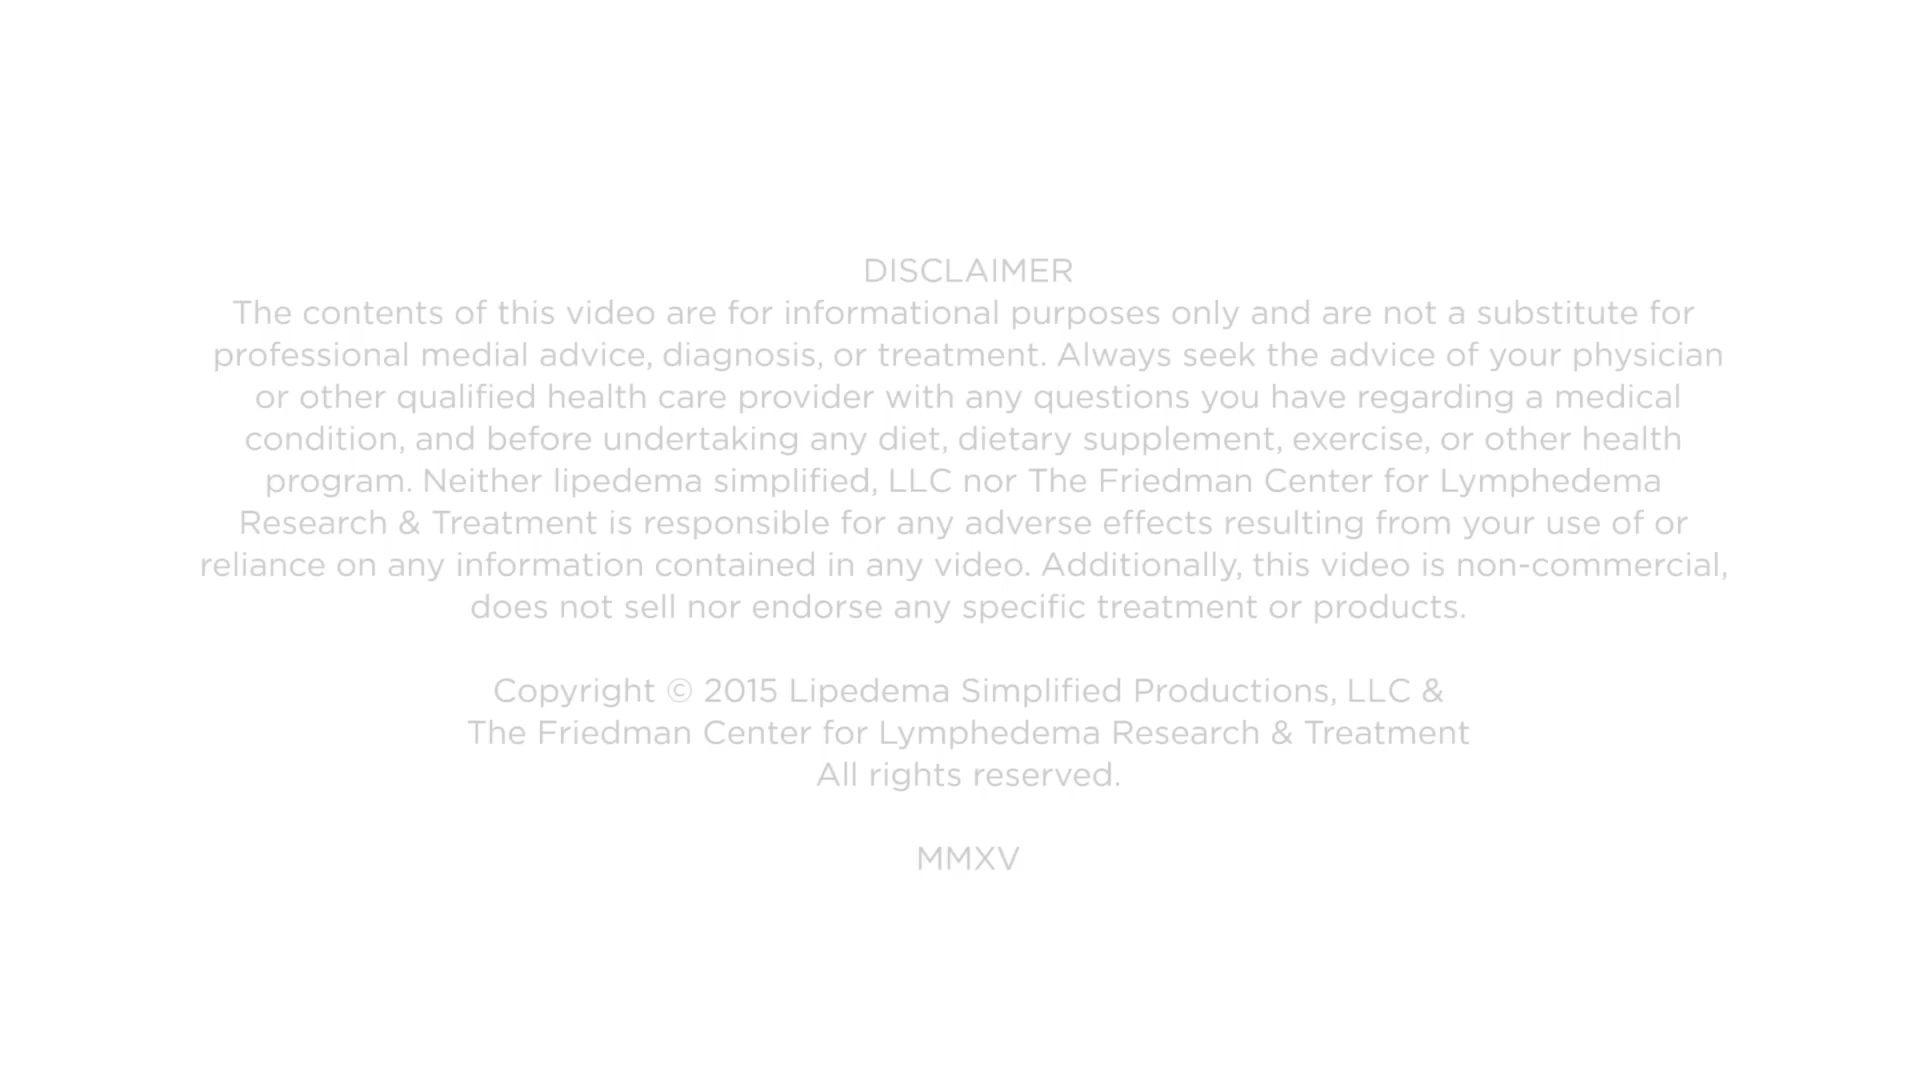 DISCLAIMER
The contents of this video are for informational purposes only and are not a substitute for
professional medial advice, diagnosis, or treatment. Always seek the advice of your physician
or other qualified health care provider with any questions you have regarding a medical
condition, and before undertaking any diet, dietary supplement, exercise, or other health
program. Neither lipedema simplified, LLC nor The Friedman Center for Lymphedema
Research & Treatment is responsible for any adverse effects resulting from your use of or
reliance on any information contained in any video. Additionally, this video is non-commercial,
does not sell nor endorse any specific treatment or products.
Copyright © 2015 Lipedema Simplified Productions, LLC &
The Friedman Center for Lymphedema Research & Treatment
All rights reserved.
MMXV